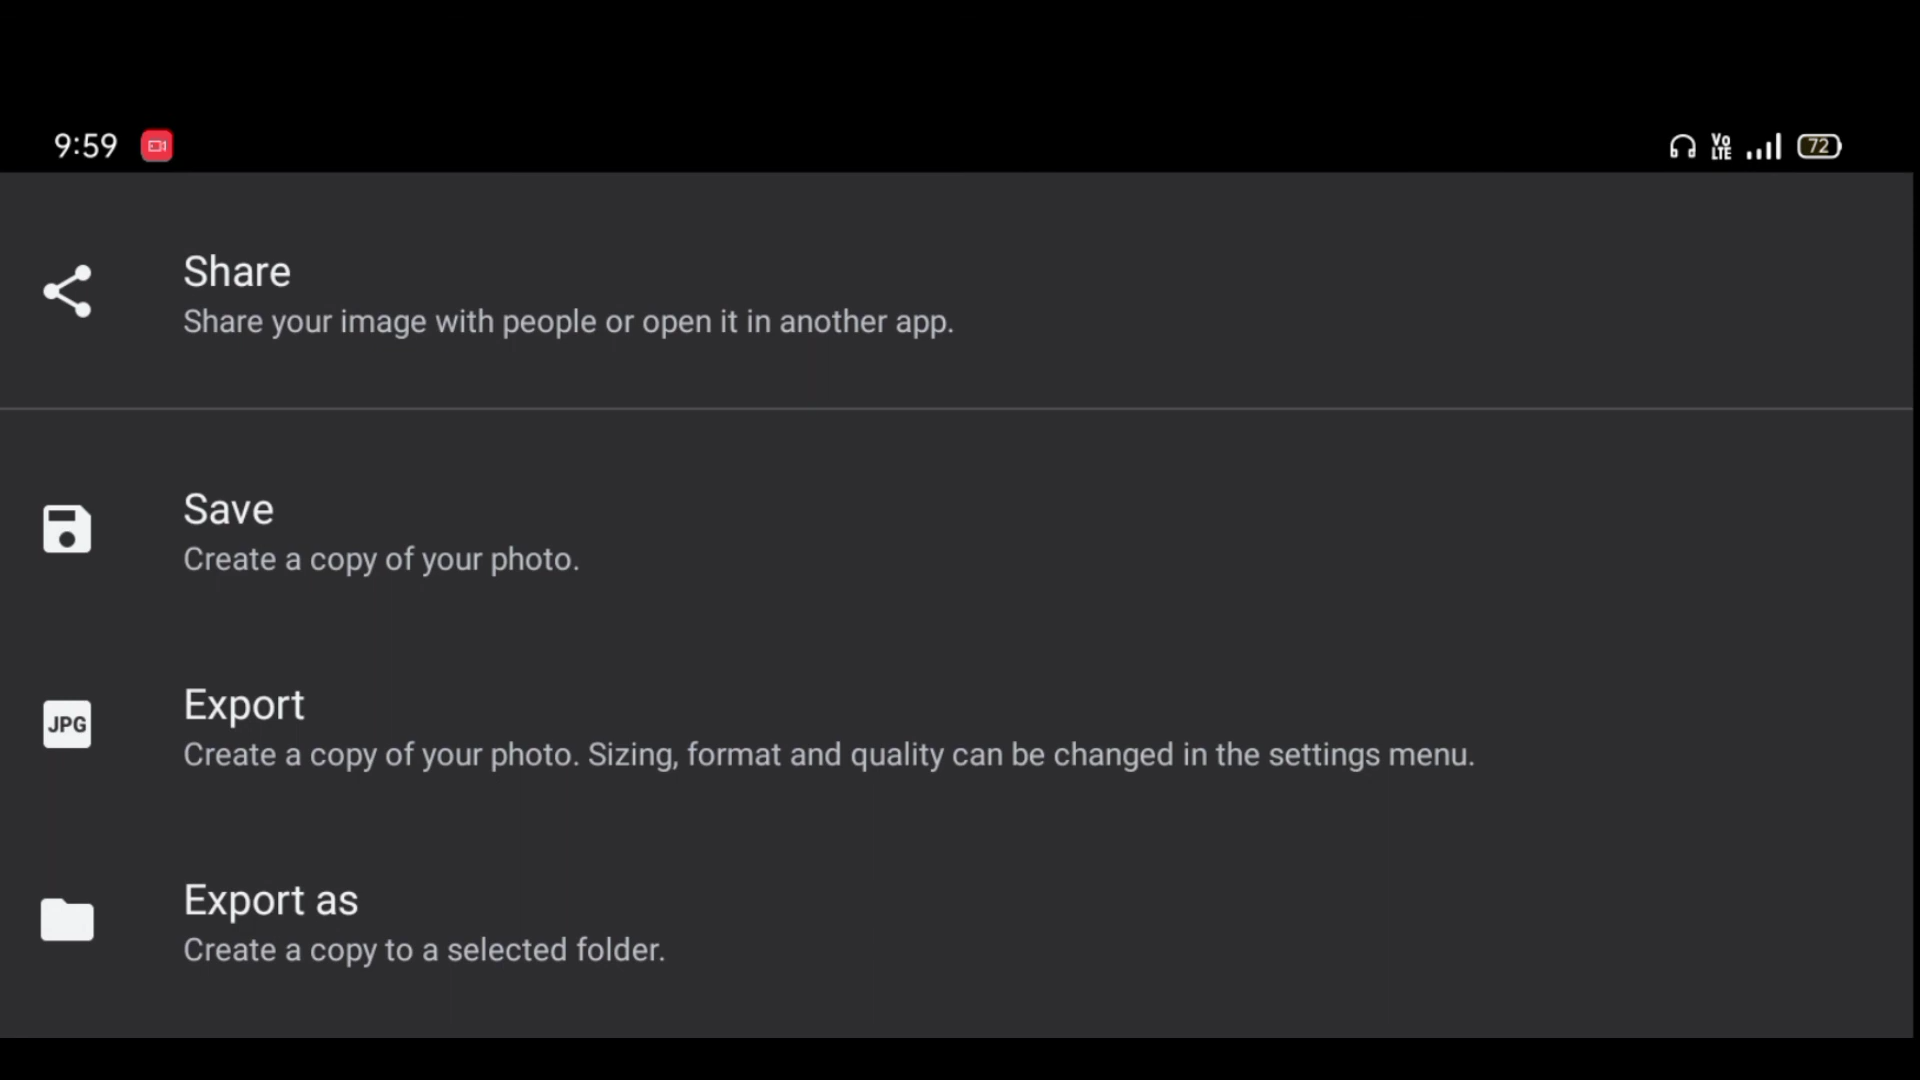 9:59
Vo
LTE
72
Share
Share your image with people or open it in another app.
Save
Create a copy of your photo.
JPG
Export
Create a copy of your photo. Sizing, format and quality can be changed in the settings menu.
Export as
Create a copy to a selected folder.